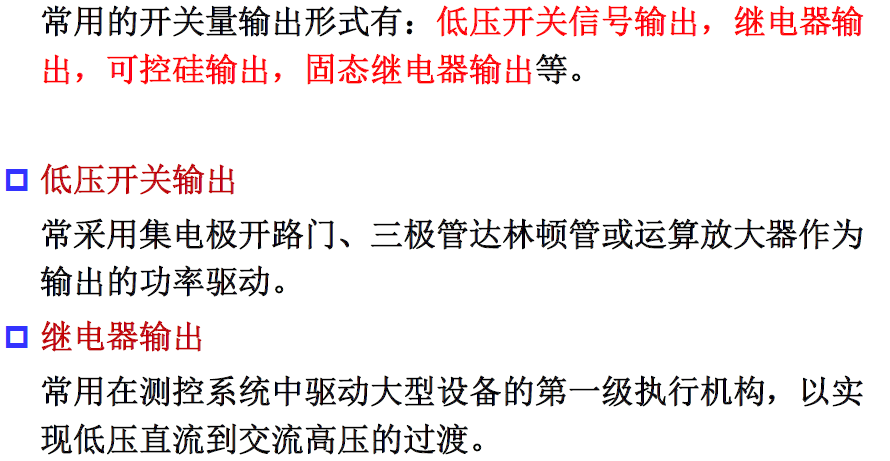 常用的开关量输出形式有：低压开关信号输出，继电器输
出，可控硅输出，固态继电器输出等。
低压开关输出
常采用集电极开路门、三极管达林顿管或运算放大器作为
输出的功率驱动。
继电器输出
常用在测控系统中驱动大型设备的第一级执行机构，以实
现低压直流到交流高压的过渡。